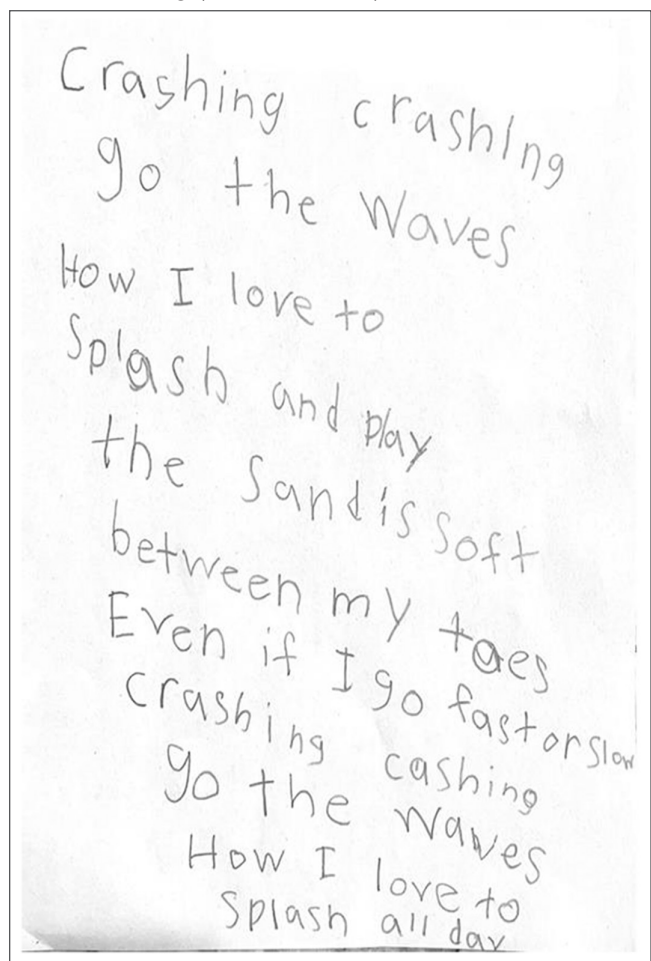 Crashing crashing
go the Waves
How I love to
Splash and play
the Sand is Soft
between my toes
Even if I go fast or slow
crashing cashing
go the waves
How I love to
Splash all day